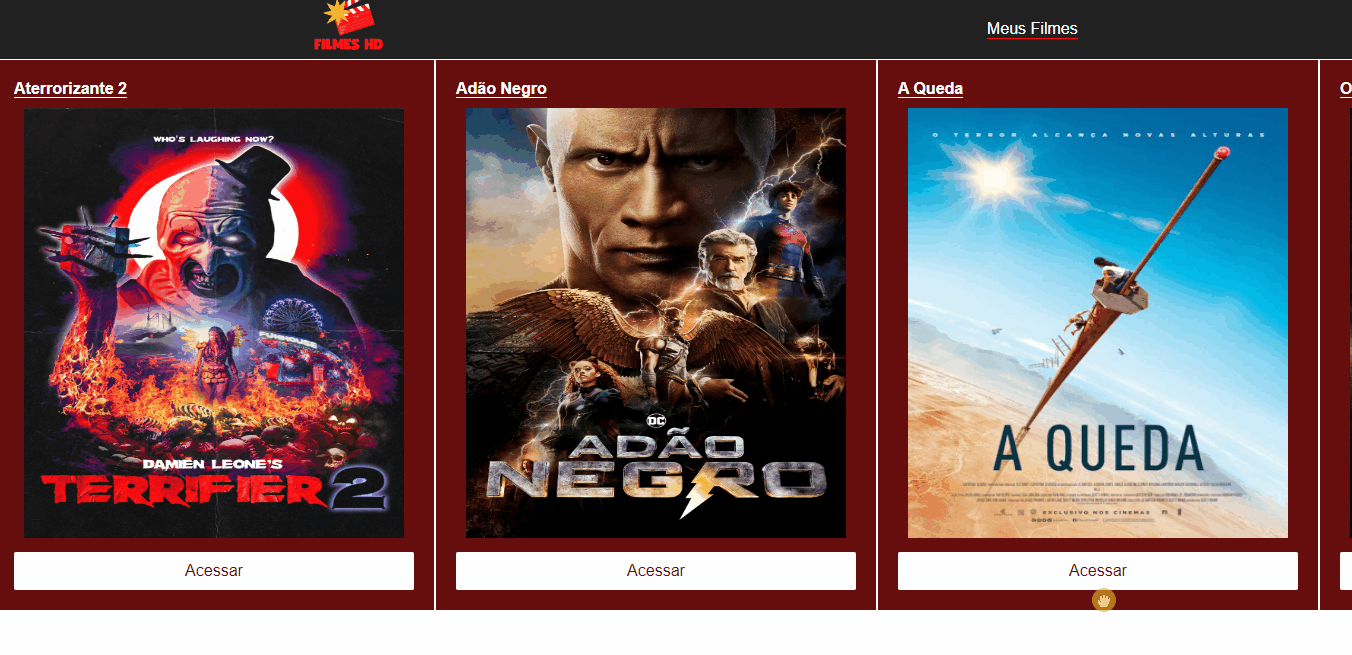 FILMES HD
Meus Filmes
Aterrorizante 2
Adão Negro
A Queda
O
WHO'S LAUGHING NOW?
DAMIEN LEONE'S
TERRIFIER 2
DC
ADÃO
NEGRO
O TERROR ALCANÇA NOVAS ALTURAS
A QUEDA
EXCLUSIVO NOS CINEMAS
Acessar
Acessar
Acessar